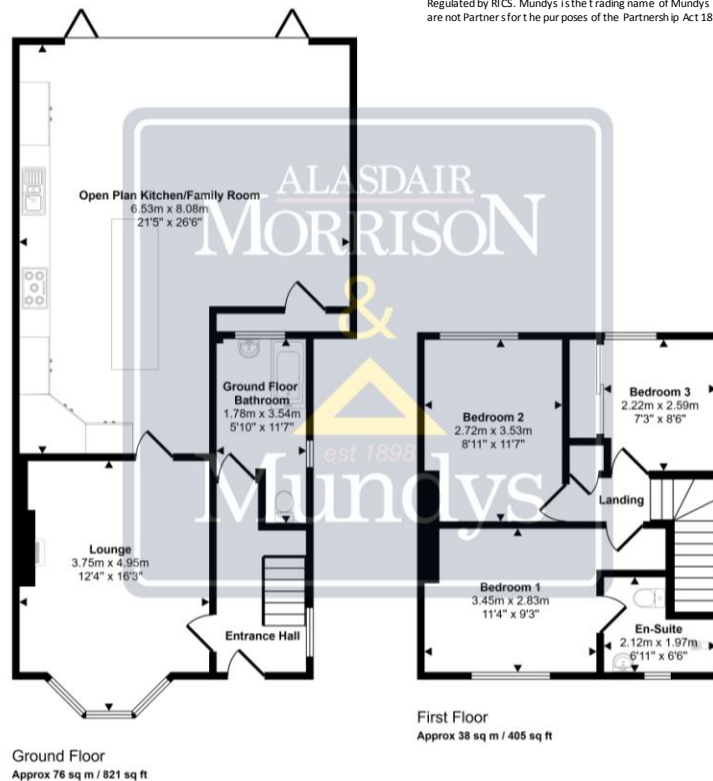 Regulated by RICS. Mundys is the trading name of Mundys
are not Partners for the purposes of the Partnership Act 18
Open Plan Kitchen/Family Room
6.53m x 8.08m
21'5" x 26'6"
ALASDAIR
MORRISON
&
est 1898
Mundys
Ground Floor
Bathroom
1.78m x 3.54m
5'10" x 11'7"
Bedroom 2
2.72m x 3.53m
8'11" x 11'7"
Bedroom 3
2.22m x 2.59m
7'3" x 8'6"
Landing
Lounge
3.75m x 4.95m
12'4" x 16'3"
Entrance Hall
Bedroom 1
3.45m x 2.83m
11'4" x 9'3"
En-Suite
2.12m x 1.97m
6'11" x 6'6"
First Floor
Approx 38 sq m / 405 sq ft
Ground Floor
Approx 76 sq m / 821 sq ft